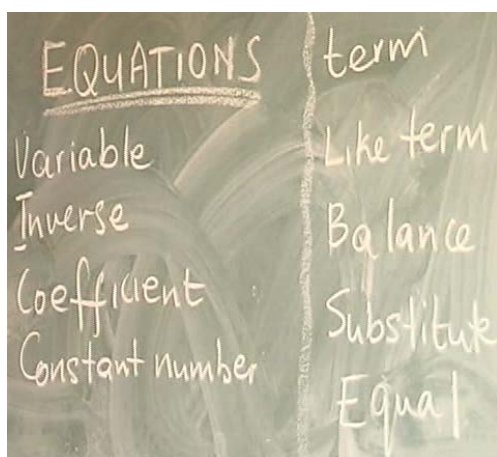 EQUATIONS
Variable
Inverse
Coefficient
Constant number
term
Like term
Balance
Substitute
Equal